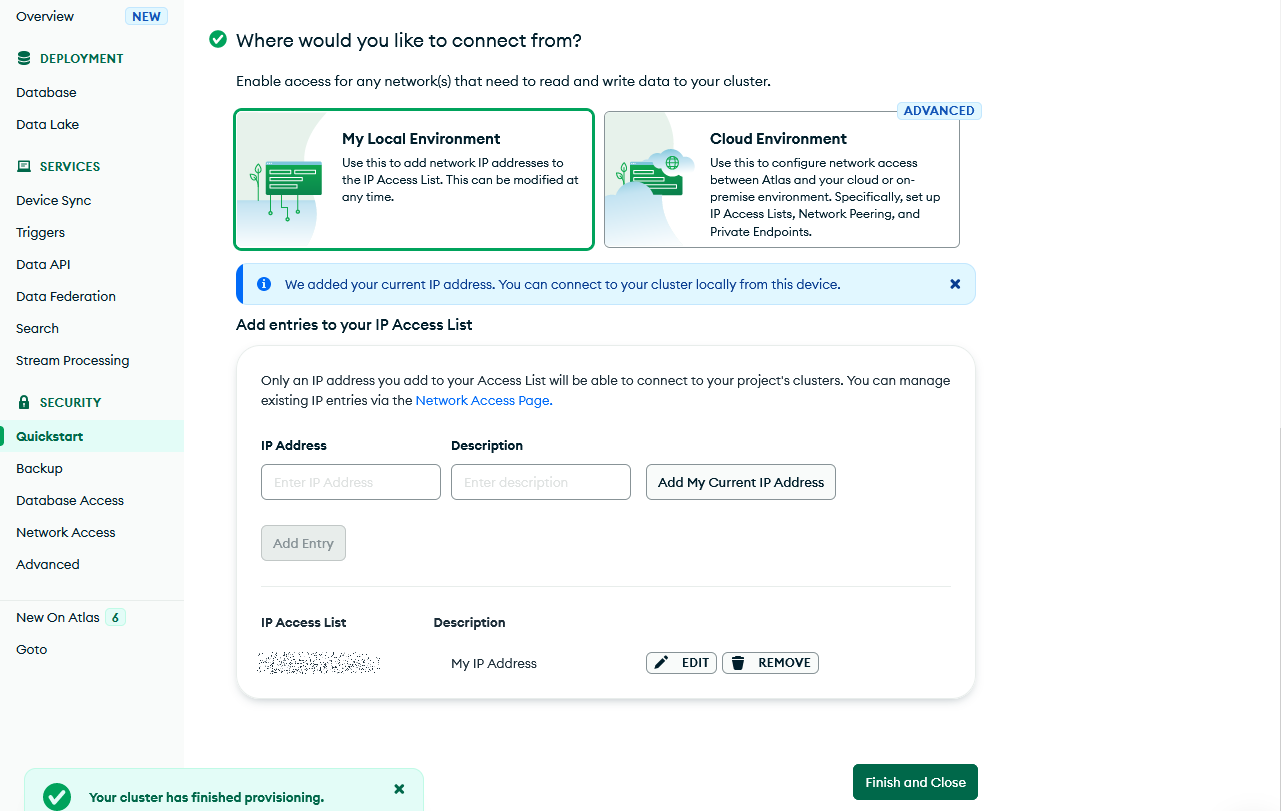 Overview NEW
DEPLOYMENT
Database
Data Lake
SERVICES
Device Sync
Triggers
Data API
Data Federation
Search
Stream Processing
SECURITY
Quickstart
Backup
Database Access
Network Access
Advanced
New On Atlas 6
Goto
Where would you like to connect from?
Enable access for any network(s) that need to read and write data to your cluster.
My Local Environment
Use this to add network IP addresses to
the IP Access List. This can be modified at
any time.
ADVANCED
Cloud Environment
Use this to configure network access
between Atlas and your cloud or on-
premise environment. Specifically, set up
IP Access Lists, Network Peering, and
Private Endpoints.
We added your current IP address. You can connect to your cluster locally from this device.
Add entries to your IP Access List
Only an IP address you add to your Access List will be able to connect to your project's clusters. You can manage
existing IP entries via the Network Access Page.
IP Address Description
Enter IP Address Enter description Add My Current IP Address
Add Entry
IP Access List Description
My IP Address EDIT REMOVE
Finish and Close
Your cluster has finished provisioning.